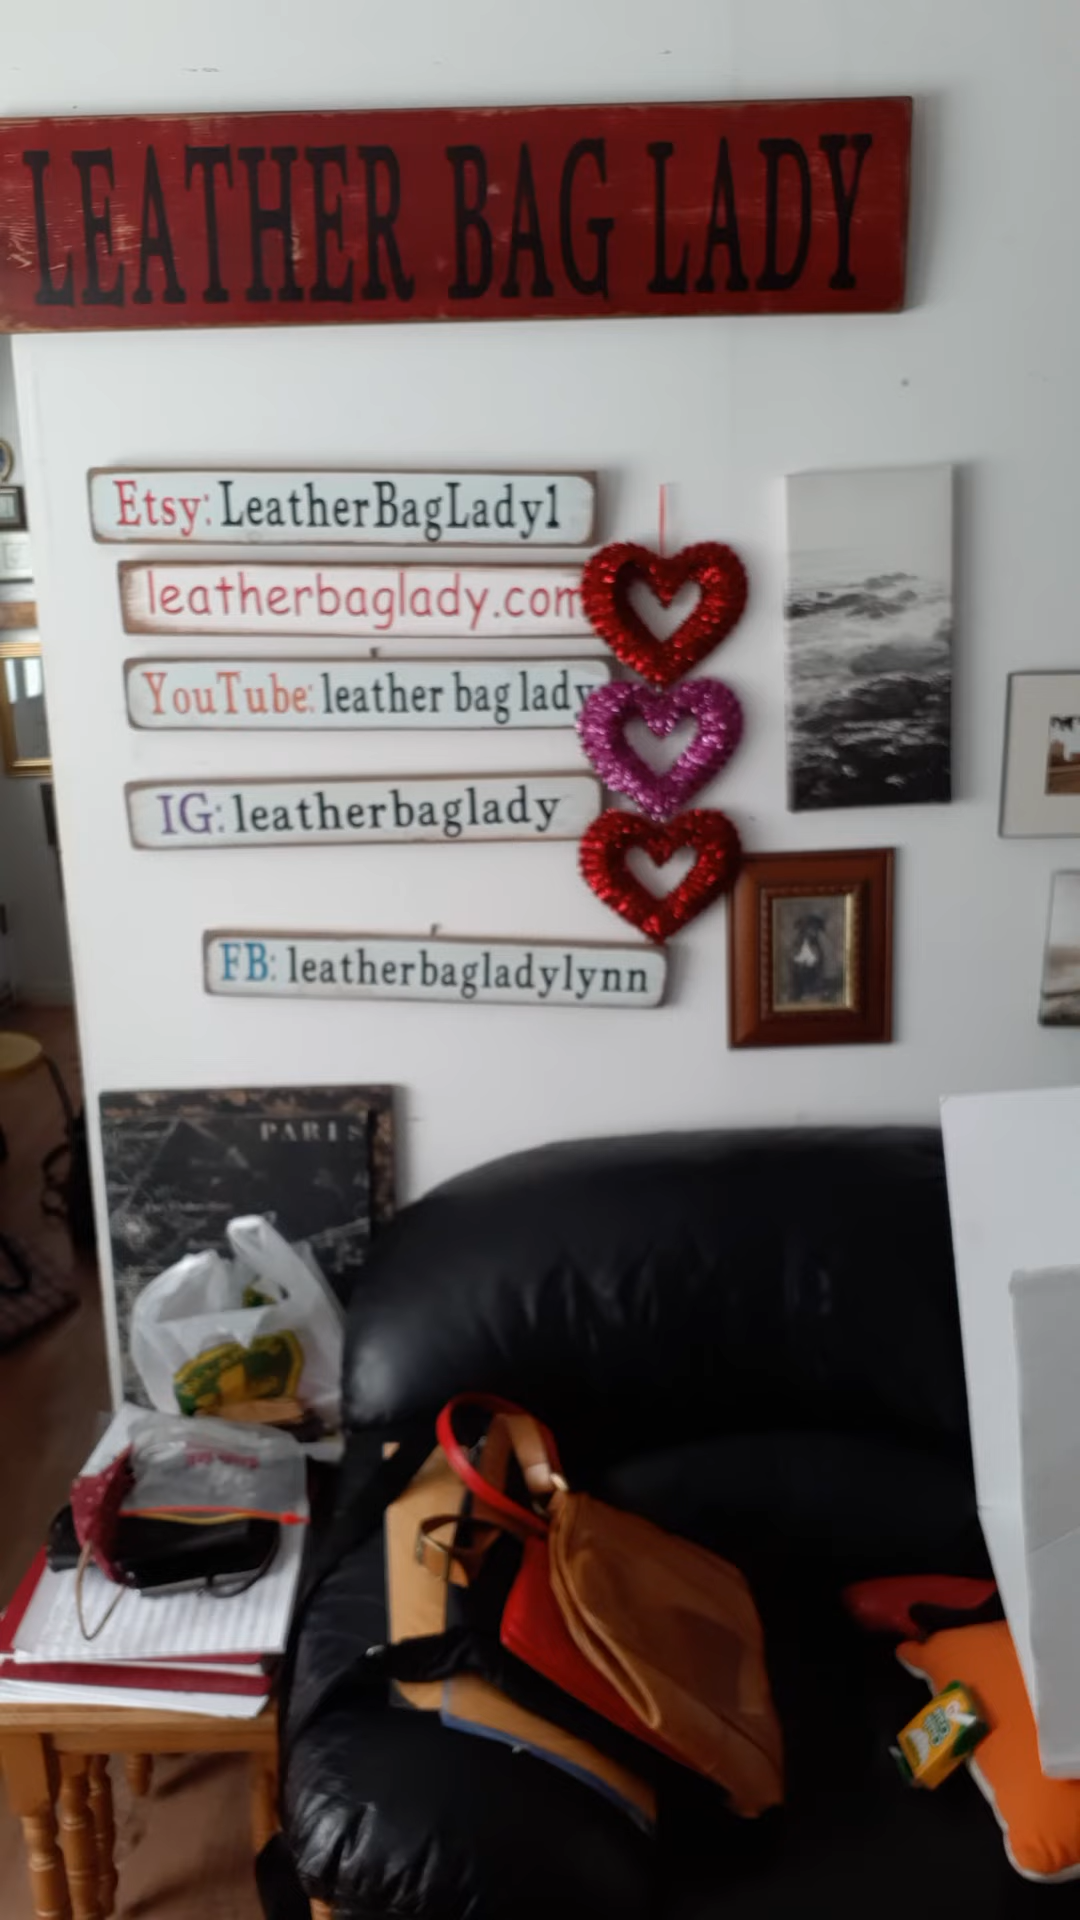 LEATHER BAG LADY
Etsy: LeatherBagLady1
leatherbaglady.com
YouTube: leather bag lady
IG: leatherbaglady
FB: leatherbagladylynn
PARIS